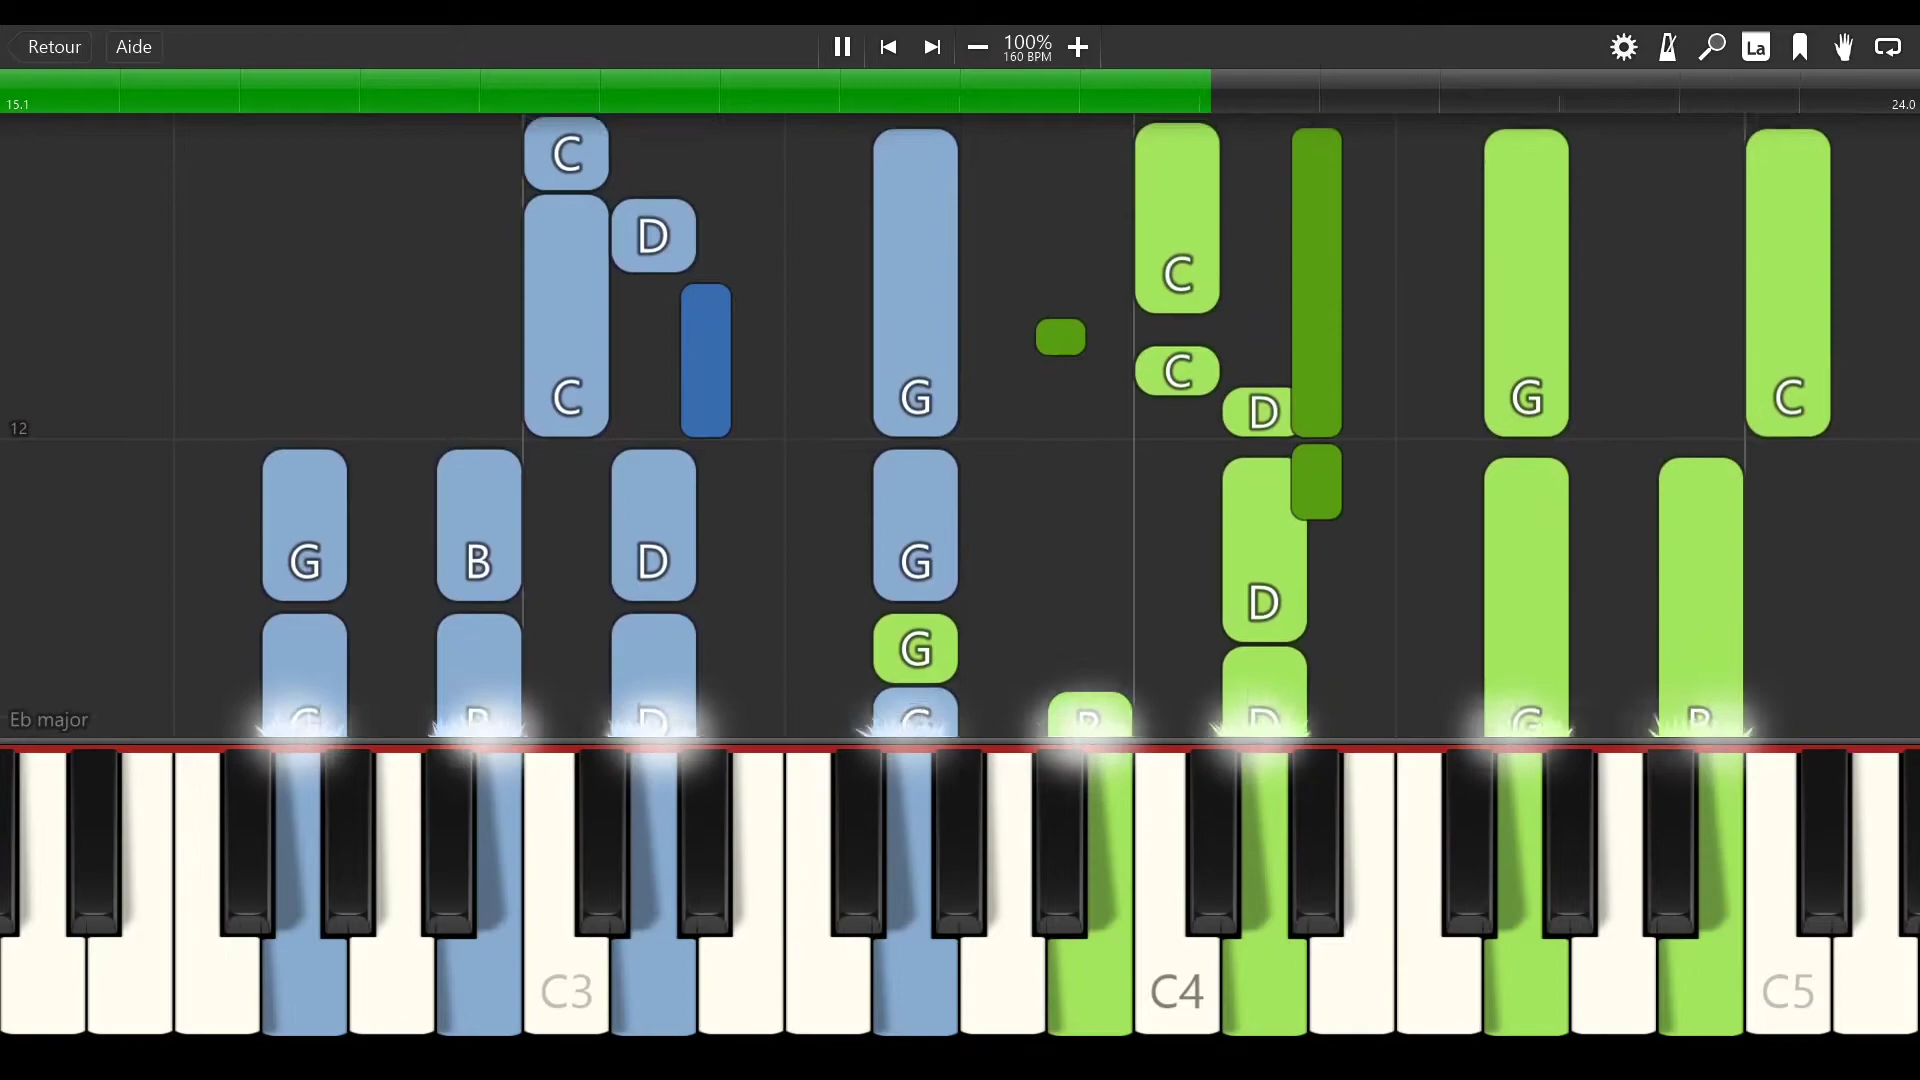 Retour Aide 100% 160 BPM La
15.1 24.0
C
D
C G C C D G C
12
G B D G D
G
Eb major G B D G B D G B
C3 C4 C5